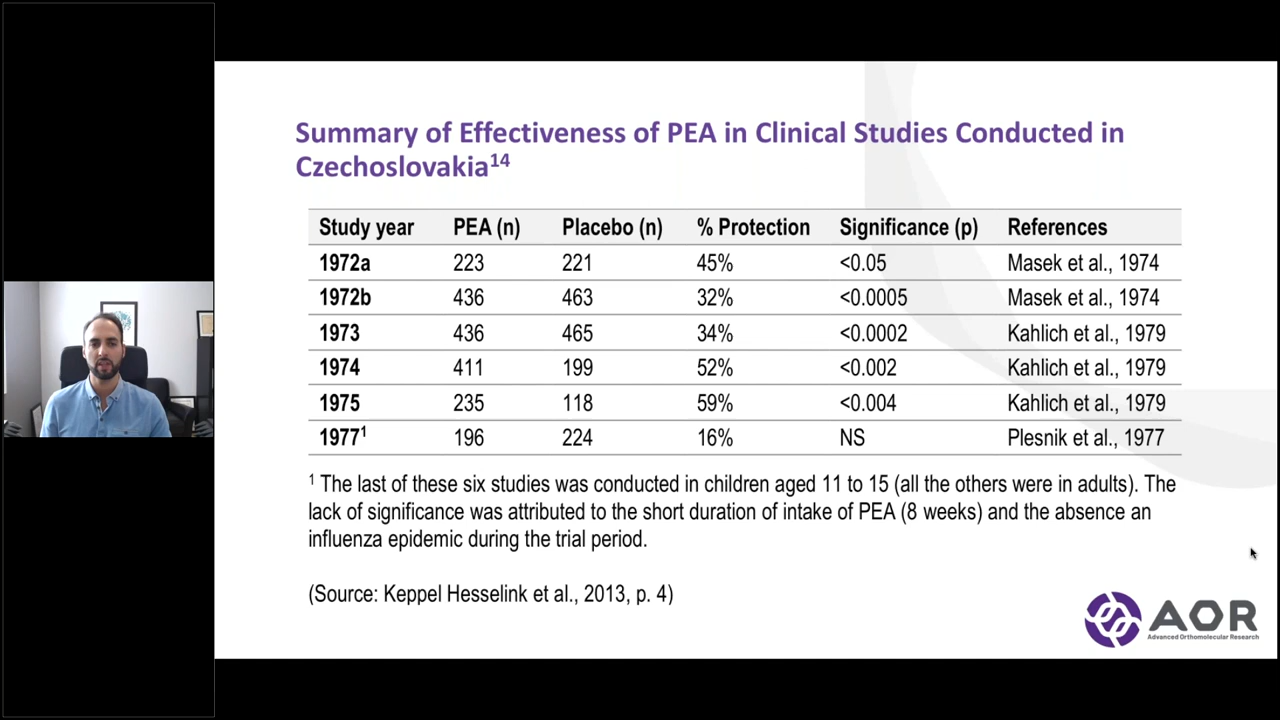 Summary of Effectiveness of PEA in Clinical Studies Conducted in
Czechoslovakia14
Study year PEA (n) Placebo (n) % Protection Significance (p) References
1972a 223 221 45% <0.05 Masek et al., 1974
1972b 436 463 32% <0.0005 Masek et al., 1974
1973 436 465 34% <0.0002 Kahlich et al., 1979
1974 411 199 52% <0.002 Kahlich et al., 1979
1975 235 118 59% <0.004 Kahlich et al., 1979
1977¹ 196 224 16% NS Plesnik et al., 1977
¹ The last of these six studies was conducted in children aged 11 to 15 (all the others were in adults). The
lack of significance was attributed to the short duration of intake of PEA (8 weeks) and the absence an
influenza epidemic during the trial period.
(Source: Keppel Hesselink et al., 2013, p. 4)
AOR
Advanced Orthomolecular Research